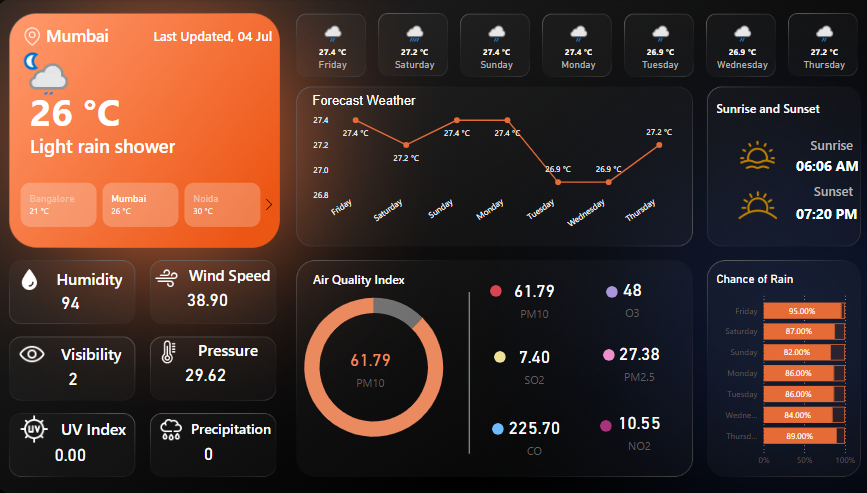 Mumbai
Last Updated, 04 Jul
26 °C
Light rain shower
Bangalore
21 °C
Mumbai
26 °C
Noida
30 °C
27.4 °C
Friday
27.2 °C
Saturday
27.4 °C
Sunday
27.4 °C
Monday
26.9 °C
Tuesday
26.9 °C
Wednesday
27.2 °C
Thursday
Forecast Weather
27.4
27.2
27.0
26.8
27.4 °C
27.2 °C
27.4 °C
27.4 °C
26.9 °C
26.9 °C
27.2 °C
Friday
Saturday
Sunday
Monday
Tuesday
Wednesday
Thursday
Sunrise and Sunset
Sunrise
06:06 AM
Sunset
07:20 PM
Humidity
94
Wind Speed
38.90
Visibility
2
Pressure
29.62
UV
UV Index
0.00
Precipitation
0
Air Quality Index
61.79
PM10
61.79
PM10
48
O3
7.40
SO2
27.38
PM2.5
225.70
CO
10.55
NO2
Chance of Rain
Friday 95.00%
Saturday 87.00%
Sunday 82.00%
Monday 86.00%
Tuesday 86.00%
Wedne... 84.00%
Thursd... 89.00%
0% 50% 100%